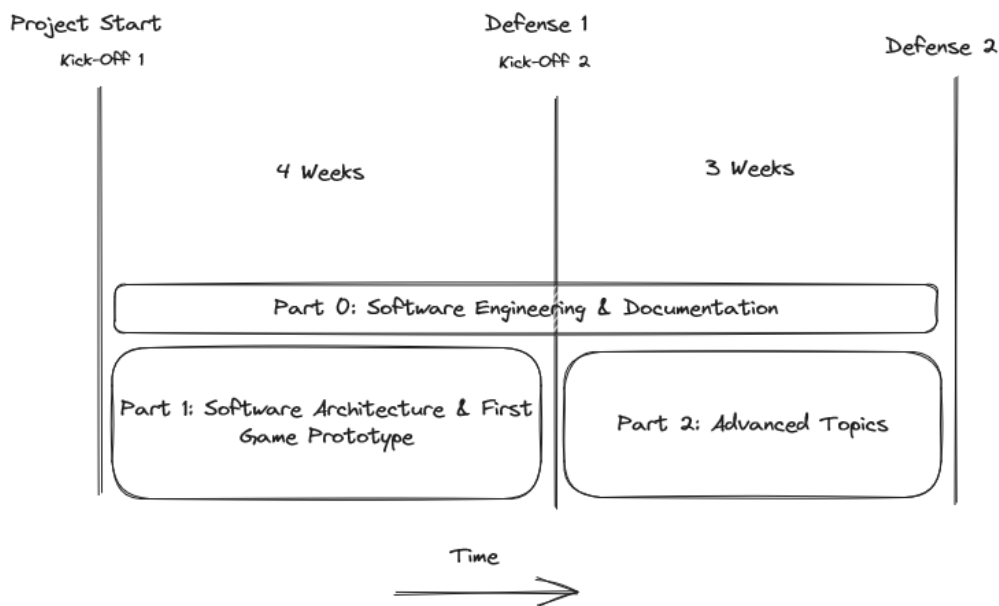 Project Start
Kick-Off 1
Defense 1
Kick-Off 2
Defense 2
4 Weeks
3 Weeks
Part 0: Software Engineering & Documentation
Part 1: Software Architecture & First
Game Prototype
Part 2: Advanced Topics
Time